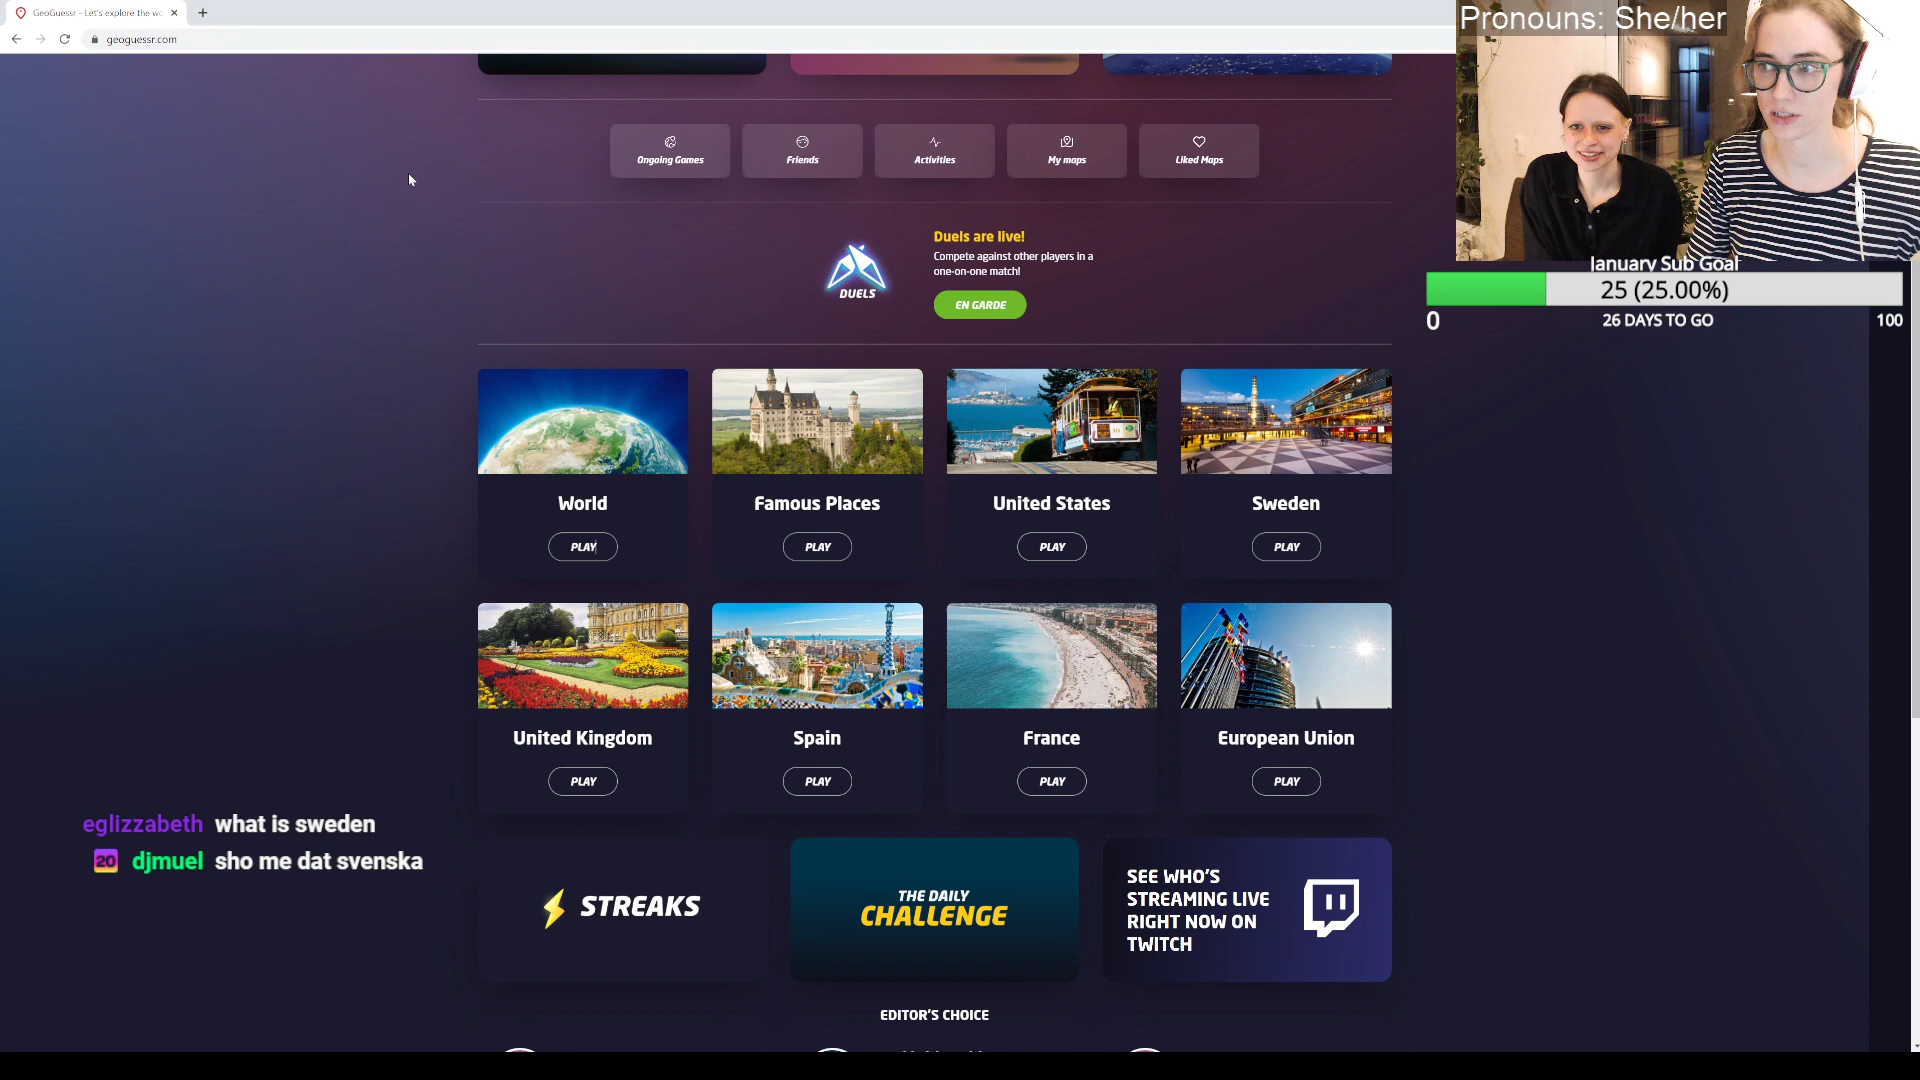 GeoGuessr - Let's explore the wo
geoguessr.com
Pronouns: She/her
January Sub Goal
25 (25.00%)
0
26 DAYS TO GO
100
Ongoing Games
Friends
Activities
My maps
Liked Maps
DUELS
Duels are live!
Compete against other players in a
one-on-one match!
EN GARDE
World
Famous Places
United States
Sweden
PLAY
PLAY
PLAY
PLAY
United Kingdom
Spain
France
European Union
PLAY
PLAY
PLAY
PLAY
eglizzabeth what is sweden
20 djmuel sho me dat svenska
STREAKS
THE DAILY
CHALLENGE
SEE WHO'S
STREAMING LIVE
RIGHT NOW ON
TWITCH
EDITOR'S CHOICE